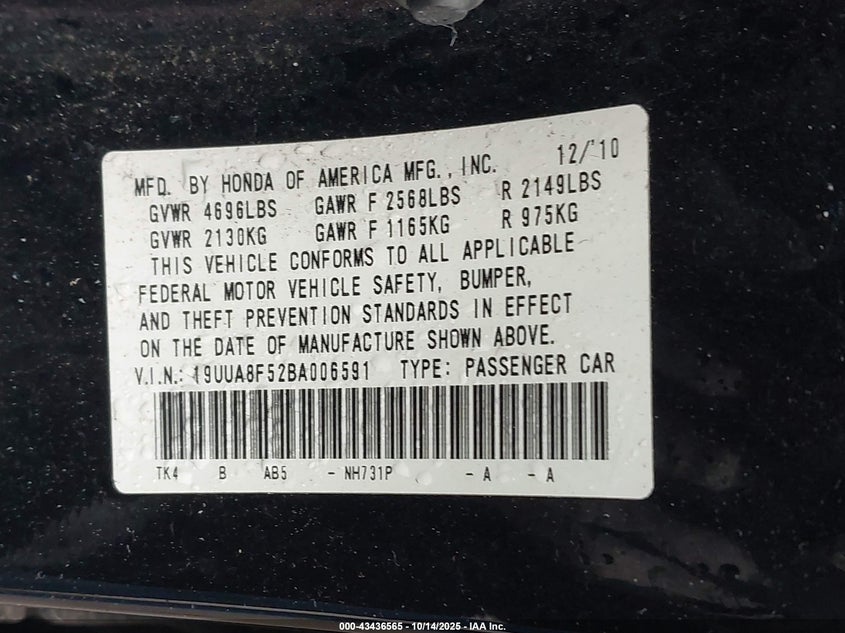 12/'10
MFD. BY HONDA OF AMERICA MFG., INC.
GVWR 4696LBS GAWR F 2568LBS R 2149LBS
GVWR 2130KG GAWR F 1165KG R 975KG
THIS VEHICLE CONFORMS TO ALL APPLICABLE
FEDERAL MOTOR VEHICLE SAFETY, BUMPER,
AND THEFT PREVENTION STANDARDS IN EFFECT
ON THE DATE OF MANUFACTURE SHOWN ABOVE.
V.I.N.: 19UUA8F52BA006591 TYPE: PASSENGER CAR
TK4 B AB5 - NH731P - A - A
000-43436565 - 10/14/2025 - IAA Inc.